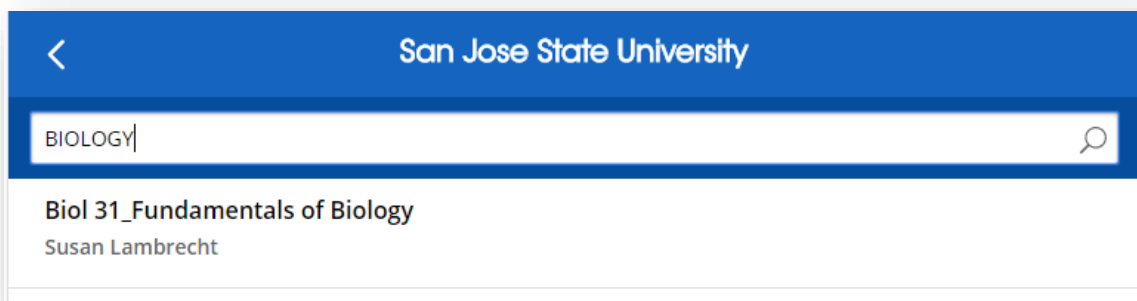 San Jose State University
BIOLOGY
Biol 31_Fundamentals of Biology
Susan Lambrecht